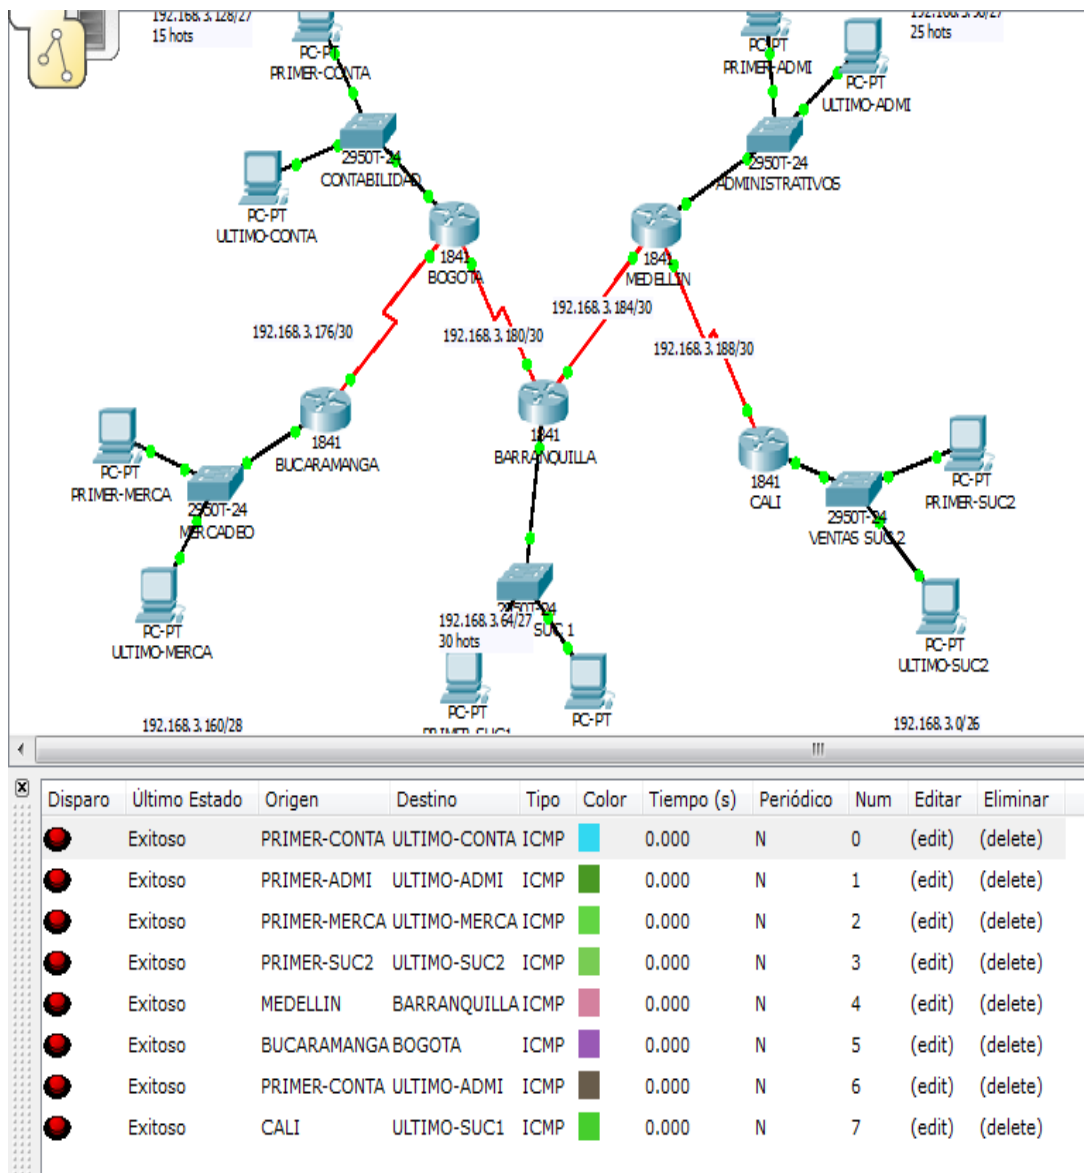 192.168.3.128/27
15 hots
25 hots
PC-PT
PRIMER-CONTA
PC-PT
PRIMER-ADMI
PC-PT
ULTIMO-ADMI
2950T-24
CONTABILIDAD
2950T-24
ADMINISTRATIVOS
PC-PT
ULTIMO-CONTA
1841
BOGOTA
1841
MEDELLIN
192.168.3.176/30
192.168.3.180/30
192.168.3.184/30
192.168.3.188/30
1841
BUCARAMANGA
1841
BARRANQUILLA
1841
CALI
PC-PT
PRIMER-MERCA
2950T-24
MERCADEO
PC-PT
PRIMER-SUC2
2950T-24
VENTAS SUC.2
PC-PT
ULTIMO-MERCA
2950T-24
SUC.1
192.168.3.64/27
30 hots
PC-PT
ULTIMO-SUC2
PC-PT
PRIMER-SUC1
PC-PT
192.168.3.160/28
192.168.3.0/26
Disparo Último Estado Origen Destino Tipo Color Tiempo (s) Periódico Num Editar Eliminar
Exitoso PRIMER-CONTA ULTIMO-CONTA ICMP 0.000 N 0 (edit) (delete)
Exitoso PRIMER-ADMI ULTIMO-ADMI ICMP 0.000 N 1 (edit) (delete)
Exitoso PRIMER-MERCA ULTIMO-MERCA ICMP 0.000 N 2 (edit) (delete)
Exitoso PRIMER-SUC2 ULTIMO-SUC2 ICMP 0.000 N 3 (edit) (delete)
Exitoso MEDELLIN BARRANQUILLA ICMP 0.000 N 4 (edit) (delete)
Exitoso BUCARAMANGA BOGOTA ICMP 0.000 N 5 (edit) (delete)
Exitoso PRIMER-CONTA ULTIMO-ADMI ICMP 0.000 N 6 (edit) (delete)
Exitoso CALI ULTIMO-SUC1 ICMP 0.000 N 7 (edit) (delete)